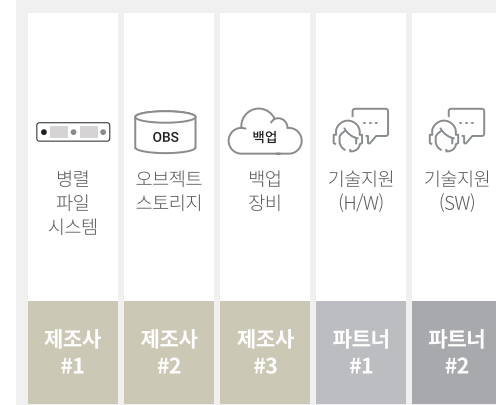 OBS
백업
병렬
파일
시스템
오브젝트
스토리지
백업
장비
기술지원
(H/W)
기술지원
(SW)
제조사
#1
제조사
#2
제조사
#3
파트너
#1
파트너
#2